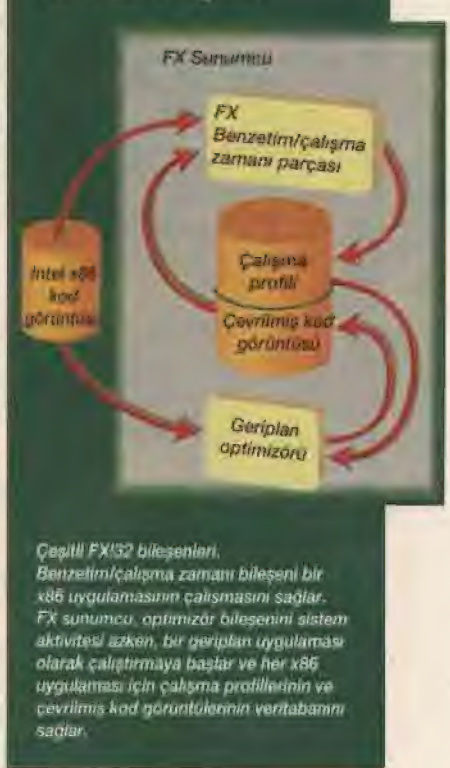 FX Sunumcu
FX
Benzetim/çalışma
zamanı parçası
Intel x86
kod
görüntüsü
Çalışma
profili
Çevrilmiş kod
görüntüsü
Geriplan
optimizörü
Çeşitli FX!32 bileşenleri.
Benzetim/çalışma zamanı bileşeni bir
x86 uygulamasının çalışmasını sağlar.
FX sunumcu, optimizör bileşenini sistem
aktivitesi azken, bir geriplan uygulaması
olarak çalıştırmaya başlar ve her x86
uygulaması için çalışma profillerinin ve
çevrilmiş kod görüntülerinin veritabanını
sağlar.